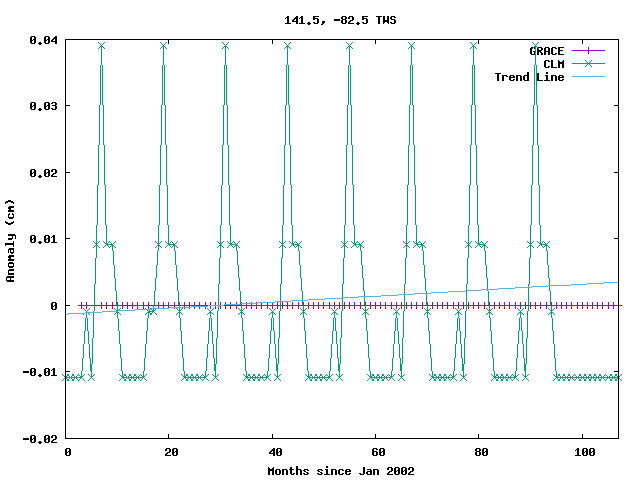 141.5, -82.5 TWS
GRACE
CLM
Trend Line
0.04
0.03
0.02
0.01
0
-0.01
-0.02
Anomaly (cm)
0 20 40 60 80 100
Months since Jan 2002